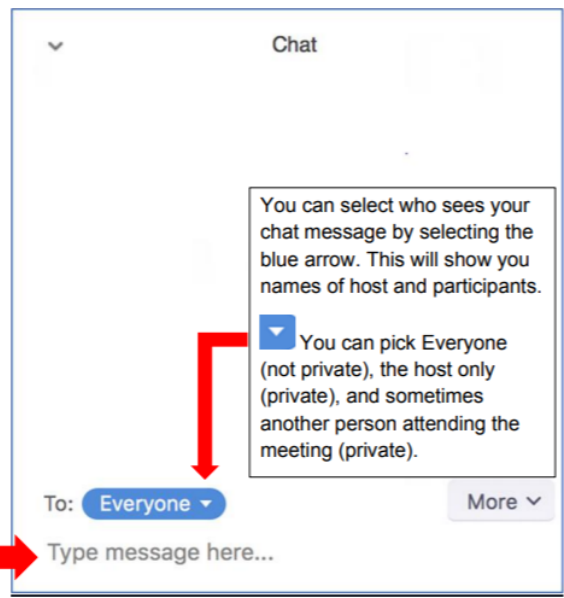 Chat
You can select who sees your
chat message by selecting the
blue arrow. This will show you
names of host and participants.
You can pick Everyone
(not private), the host only
(private), and sometimes
another person attending the
meeting (private).
To: Everyone
More
Type message here...